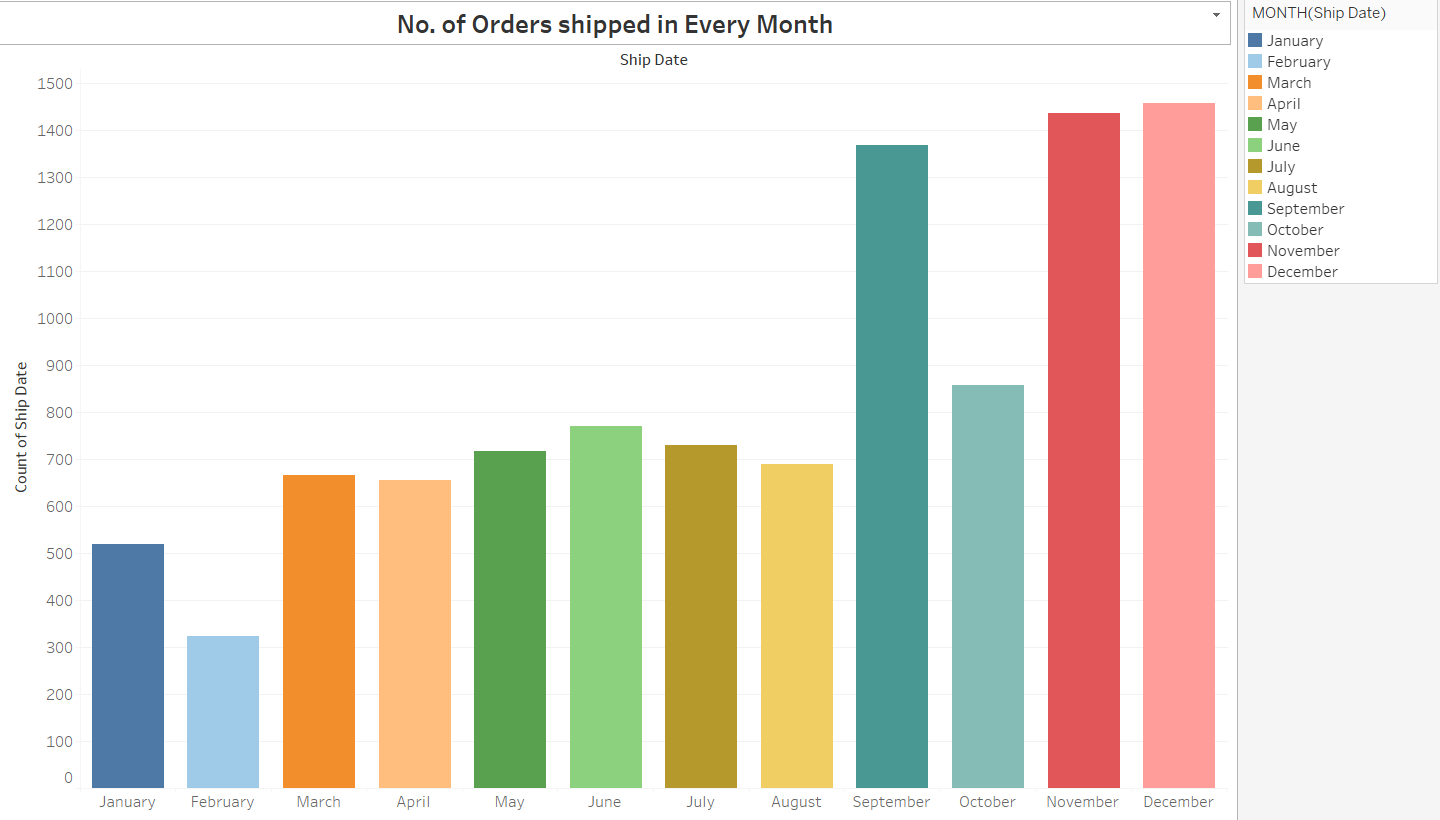 No. of Orders shipped in Every Month
Ship Date
1500
1400
1300
1200
1100
1000
900
800
700
600
500
400
300
200
100
0
Count of Ship Date
January February March April May June July August September October November December
MONTH(Ship Date)
January
February
March
April
May
June
July
August
September
October
November
December